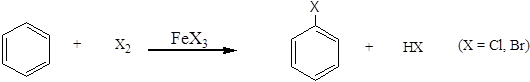 X
FeX3
+ X2 + HX (X = Cl, Br)